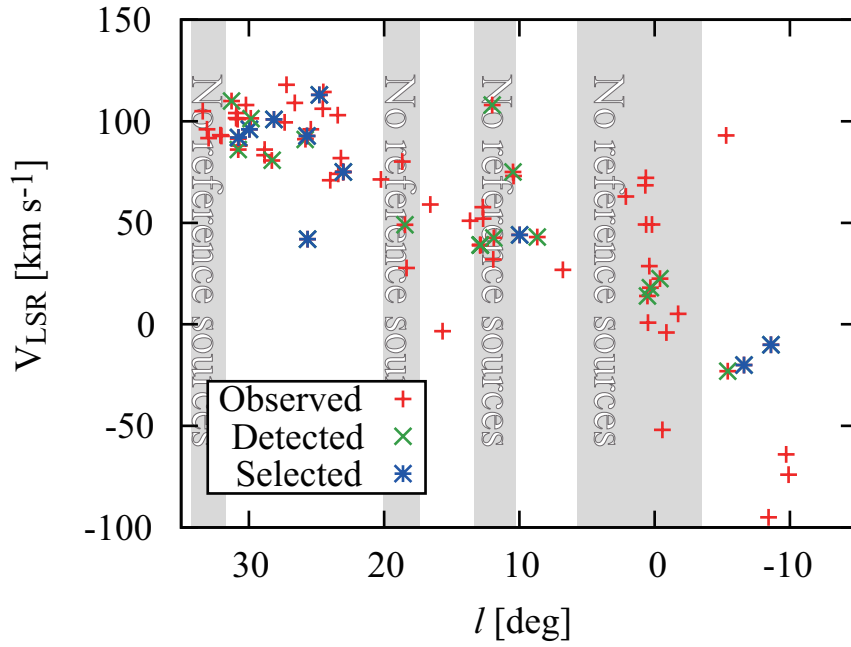 150
100
50
0
-50
-100
V_LSR [km s⁻¹]
No reference sources
No reference sour
No reference sources
No reference sources
Observed
Detected
Selected
30
20
10
0
-10
l [deg]